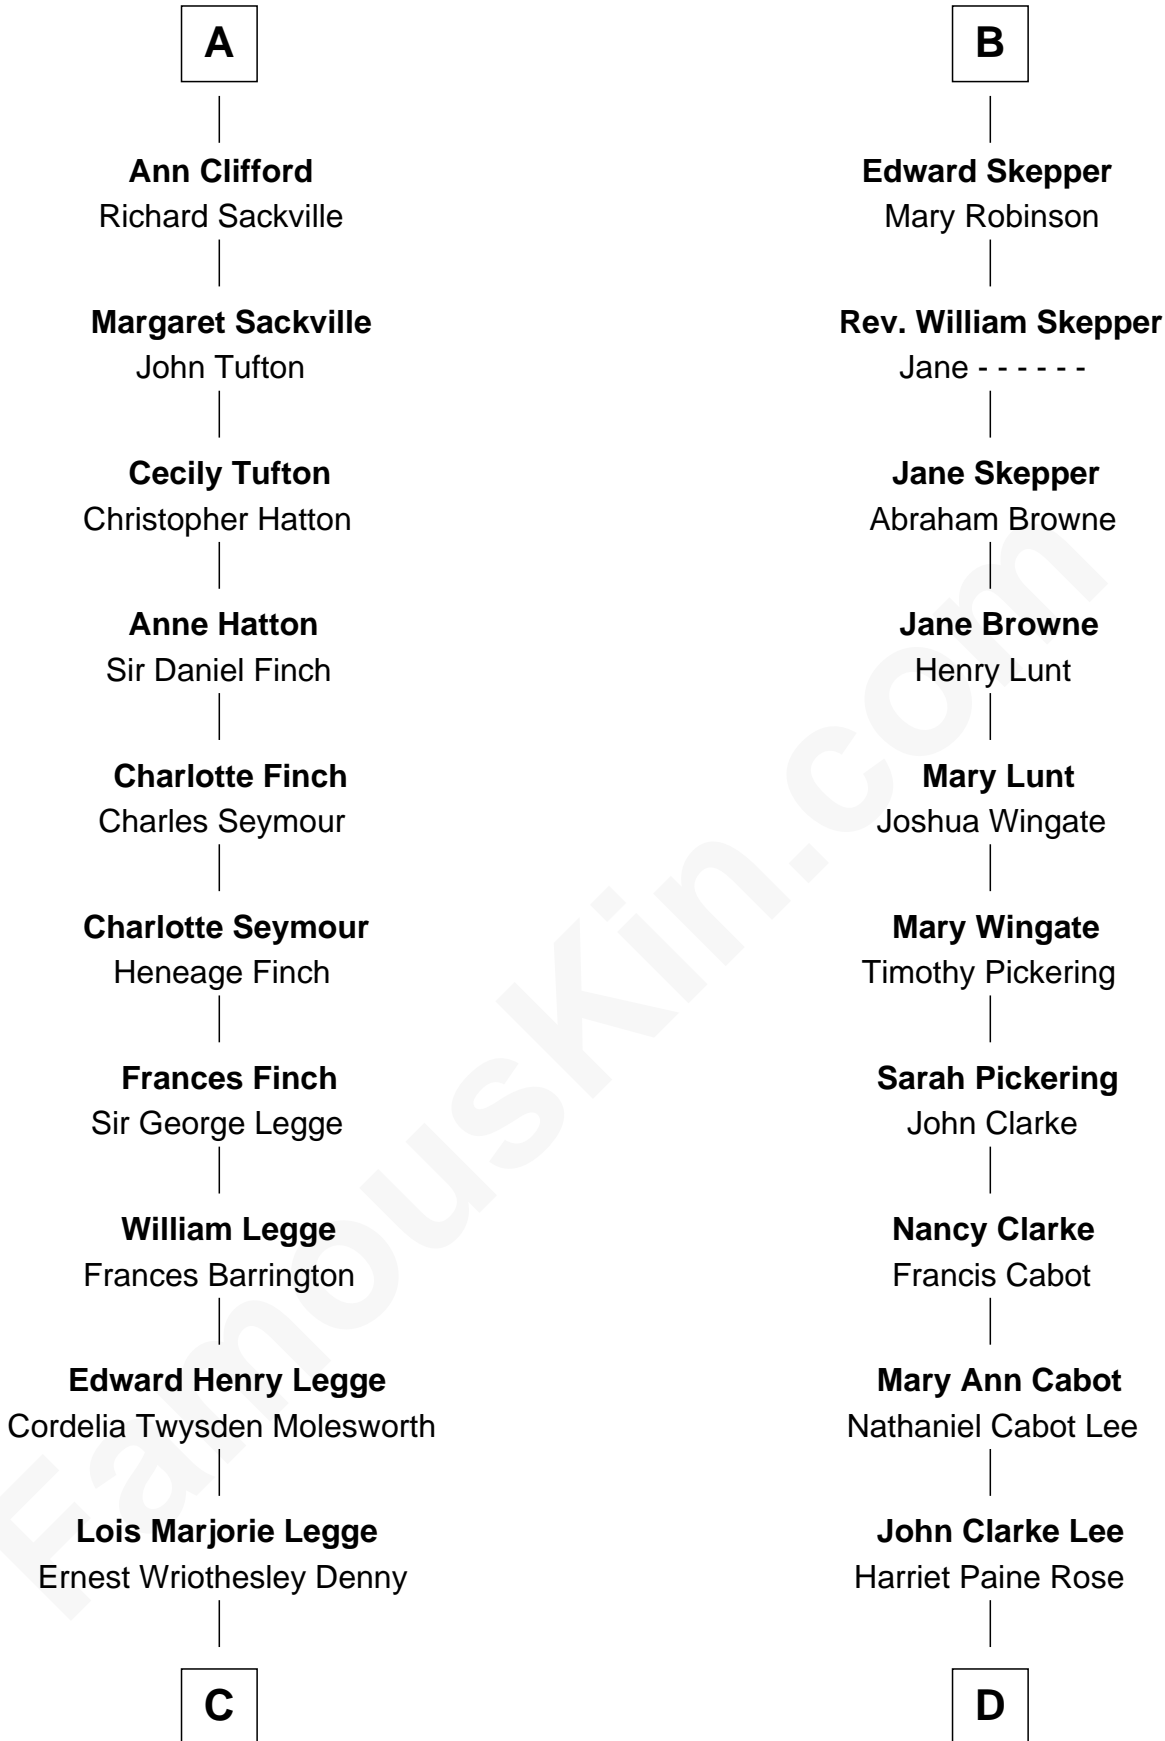 A
Ann Clifford
Richard Sackville
Margaret Sackville
John Tufton
Cecily Tufton
Christopher Hatton
Anne Hatton
Sir Daniel Finch
Charlotte Finch
Charles Seymour
Charlotte Seymour
Heneage Finch
Frances Finch
Sir George Legge
William Legge
Frances Barrington
Edward Henry Legge
Cordelia Twysden Molesworth
Lois Marjorie Legge
Ernest Wriothesley Denny
C
B
Edward Skepper
Mary Robinson
Rev. William Skepper
Jane - - - - - -
Jane Skepper
Abraham Browne
Jane Browne
Henry Lunt
Mary Lunt
Joshua Wingate
Mary Wingate
Timothy Pickering
Sarah Pickering
John Clarke
Nancy Clarke
Francis Cabot
Mary Ann Cabot
Nathaniel Cabot Lee
John Clarke Lee
Harriet Paine Rose
D
FamousKin.com